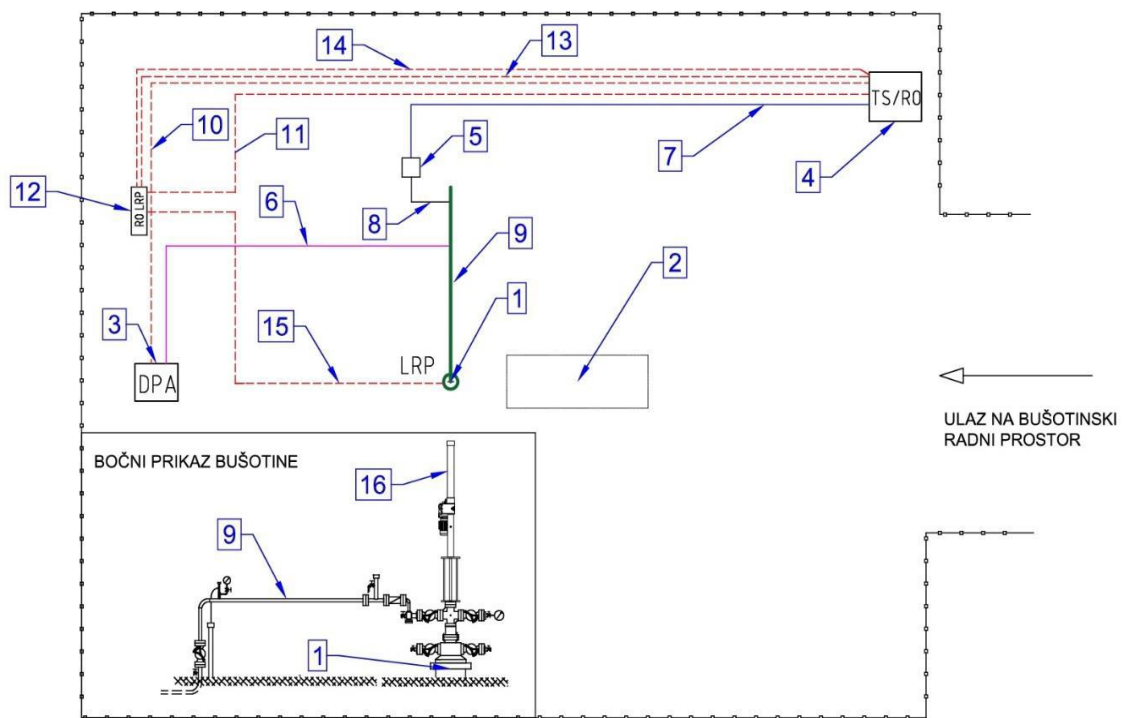 14
13
TS/RO
10
11
5
7
4
12
RO LRP
6
8
9
2
3
15
1
LRP
DPA
ULAZ NA BUŠOTINSKI
RADNI PROSTOR
BOČNI PRIKAZ BUŠOTINE
16
9
1